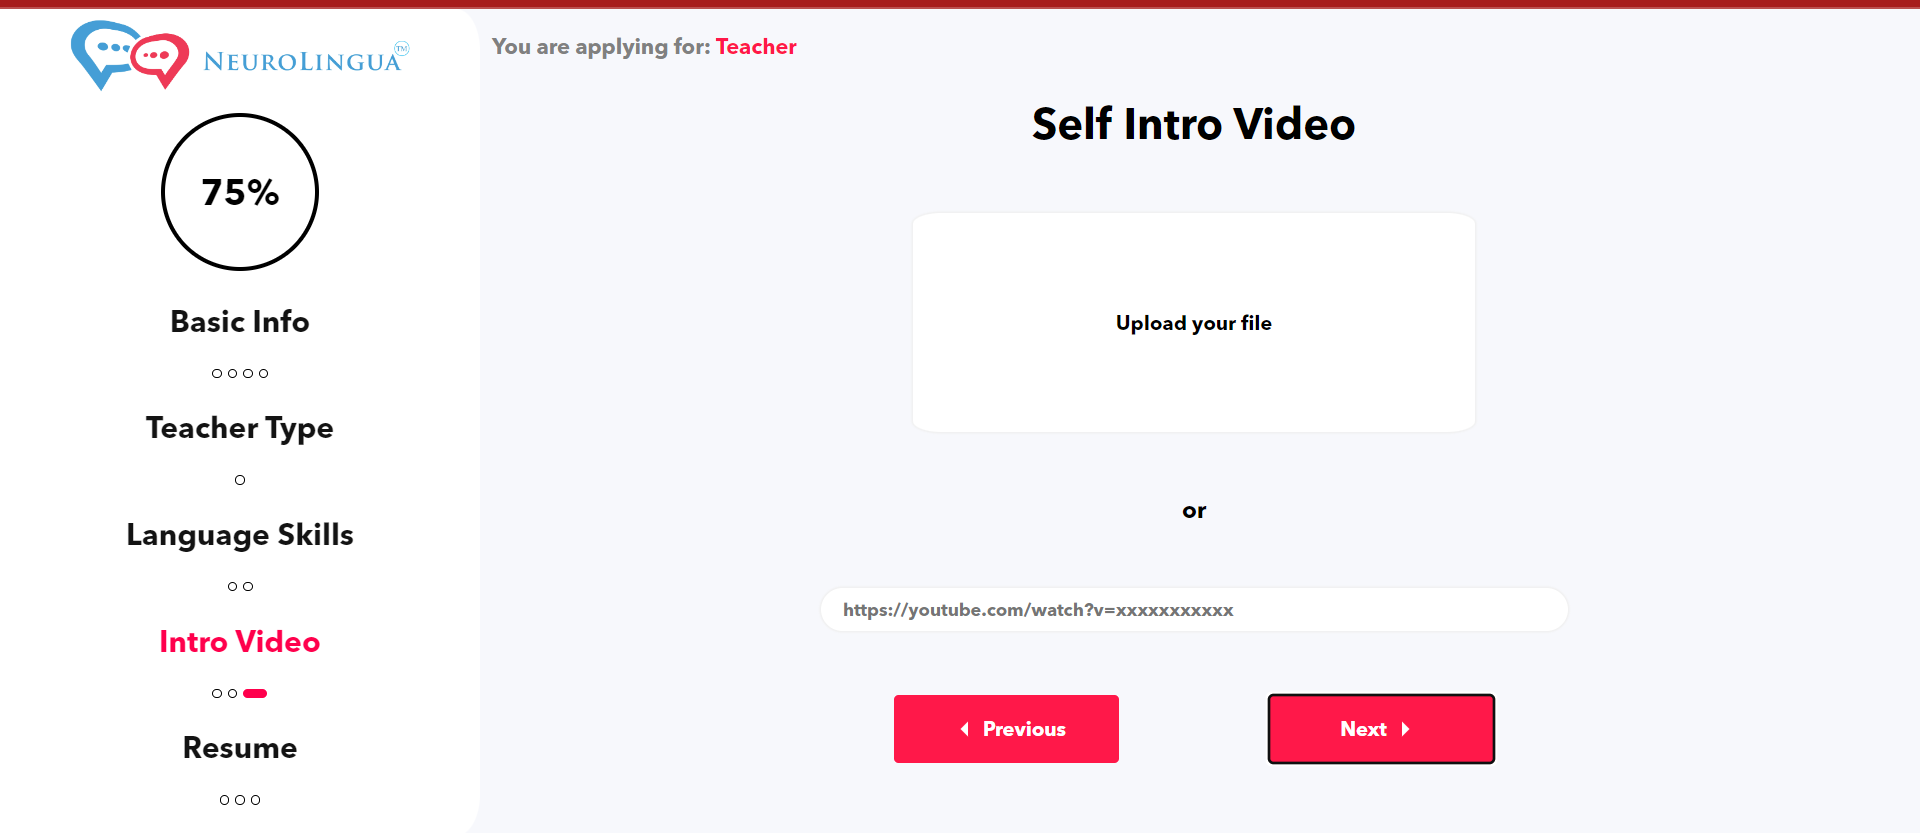 NEUROLINGUA™
75%
Basic Info
Teacher Type
Language Skills
Intro Video
Resume
You are applying for: Teacher
Self Intro Video
Upload your file
or
https://youtube.com/watch?v=xxxxxxxxxxx
Previous
Next